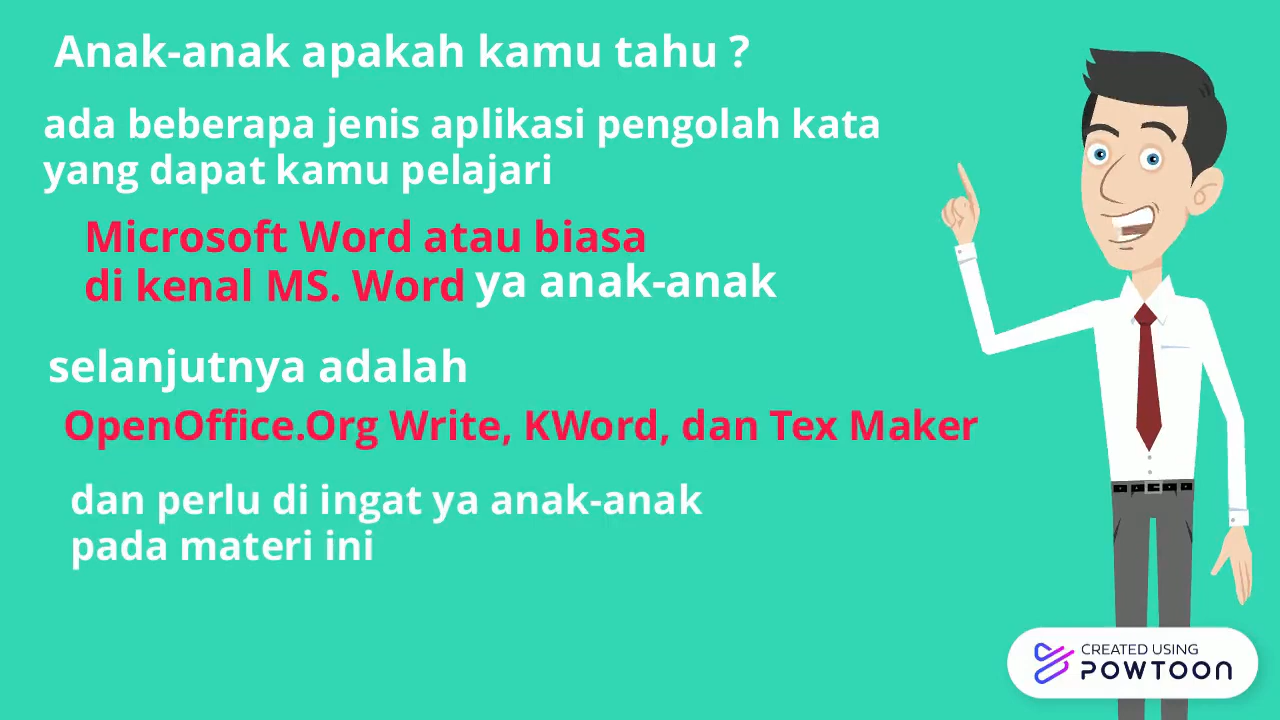 Anak-anak apakah kamu tahu ?
ada beberapa jenis aplikasi pengolah kata
yang dapat kamu pelajari
Microsoft Word atau biasa
di kenal MS. Word ya anak-anak
selanjutnya adalah
OpenOffice.Org Write, KWord, dan Tex Maker
dan perlu di ingat ya anak-anak
pada materi ini
CREATED USING
POWTOON